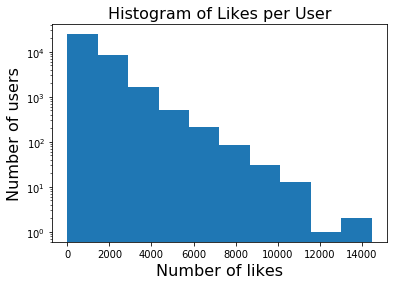 Histogram of Likes per User
Number of users
10⁴
10³
10²
10¹
10⁰
0 2000 4000 6000 8000 10000 12000 14000
Number of likes